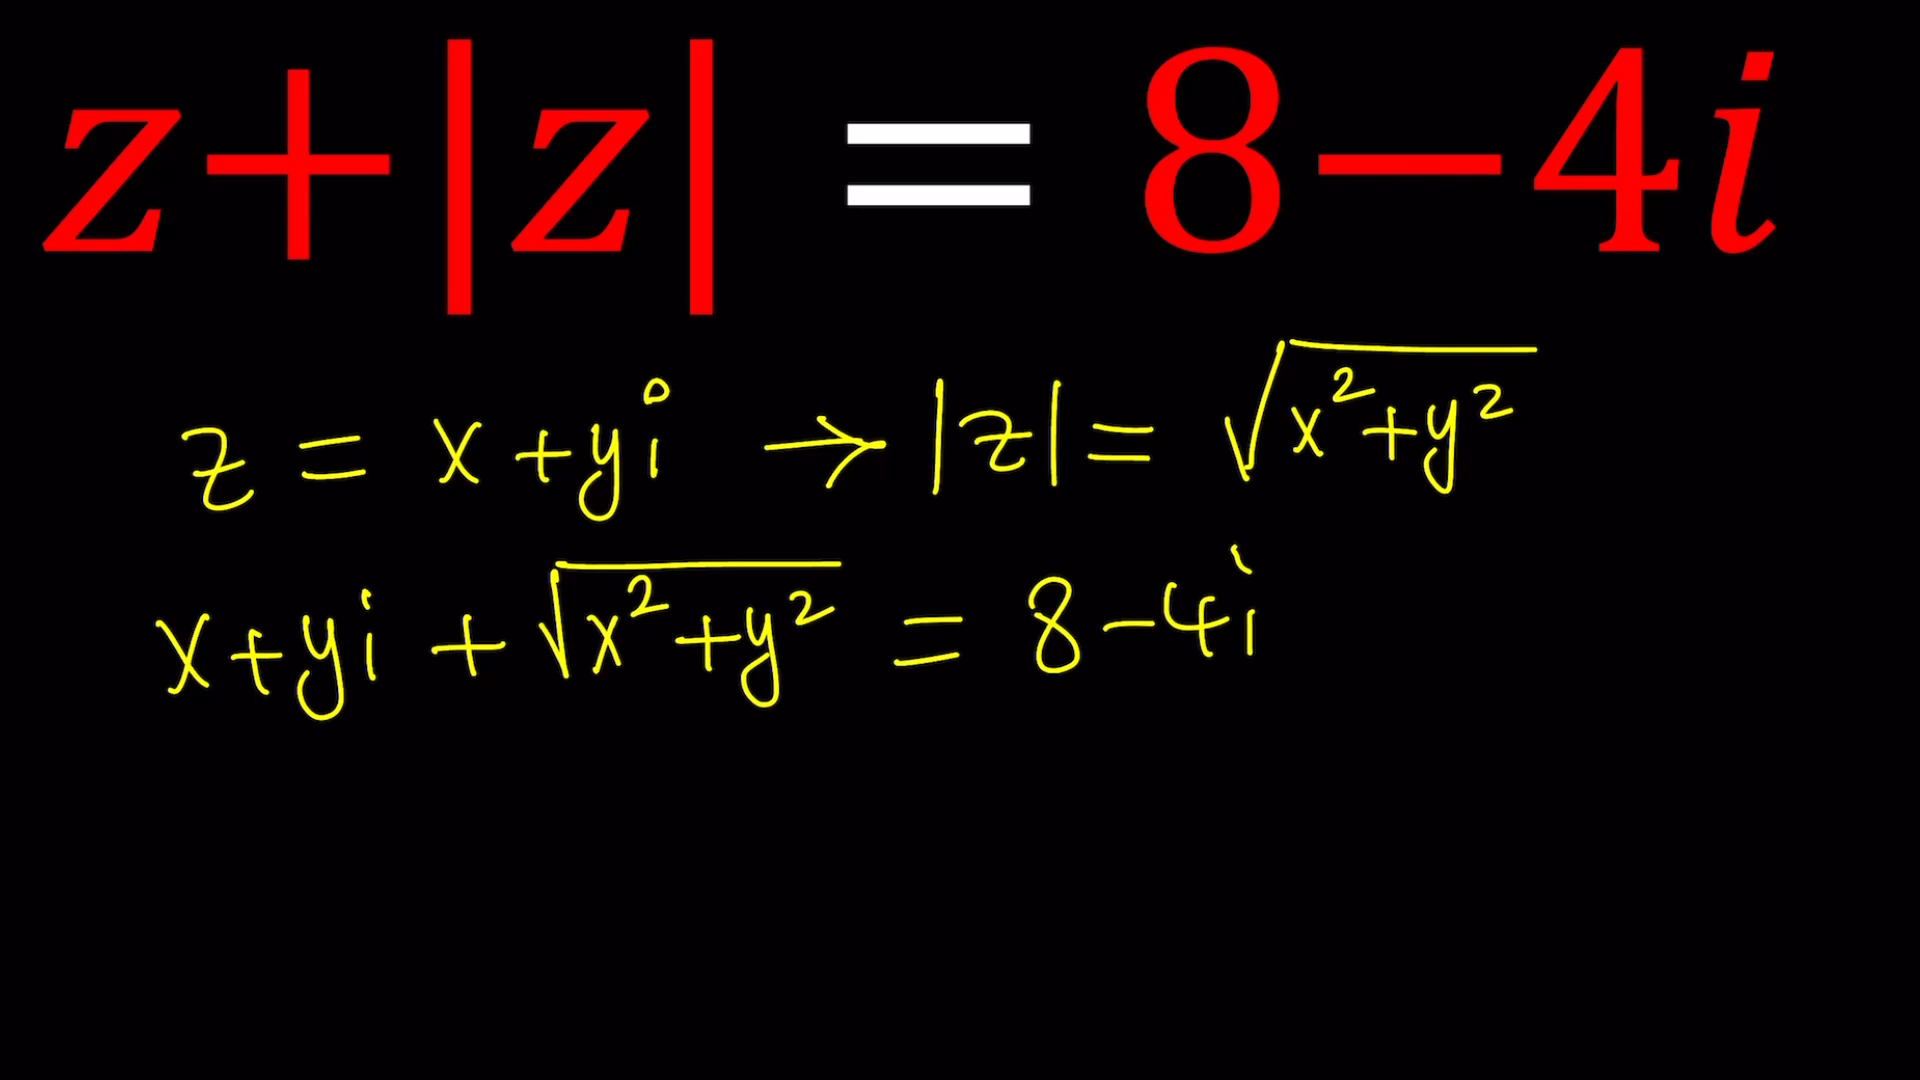 z+|z| = 8−4i
z = x+yi → |z| = √x²+y²
x+yi + √x²+y² = 8−4i